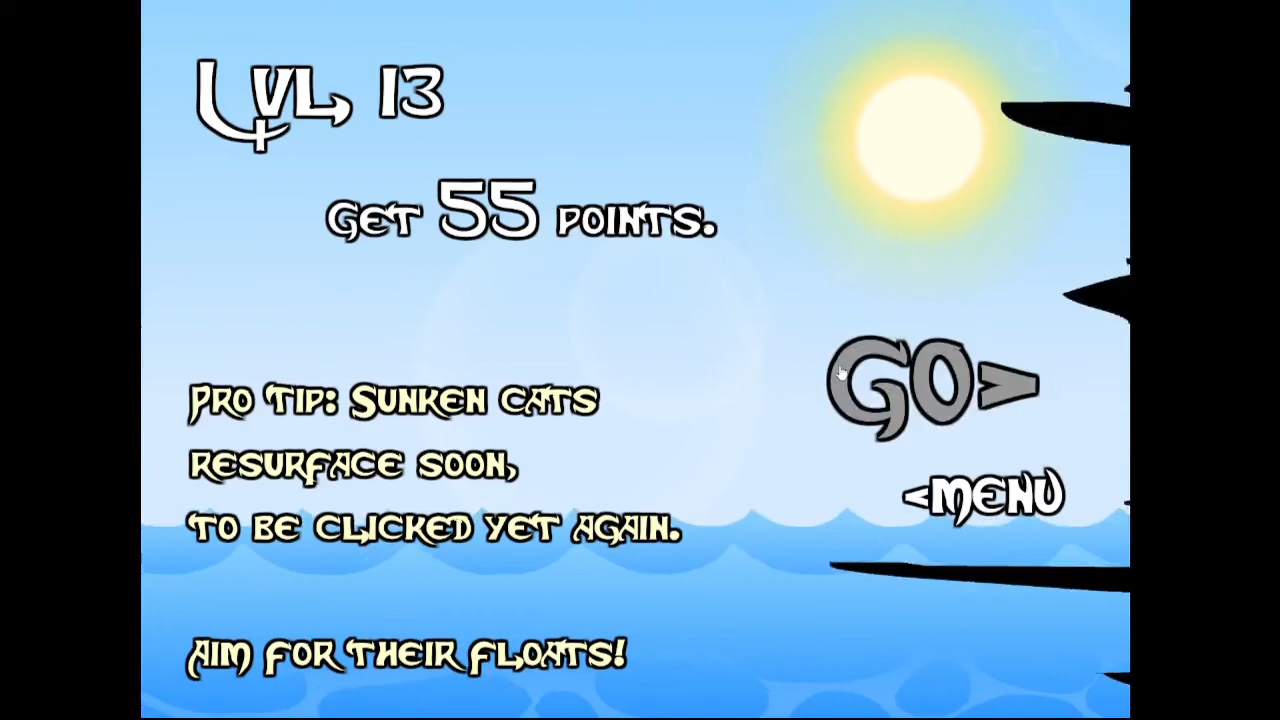 LVL 13
GET 55 POINTS.
GO>
PRO TIP: SUNKEN CATS
RESURFACE SOON,
<MENU
TO BE CLICKED YET AGAIN.
AIM FOR THEIR FLOATS!